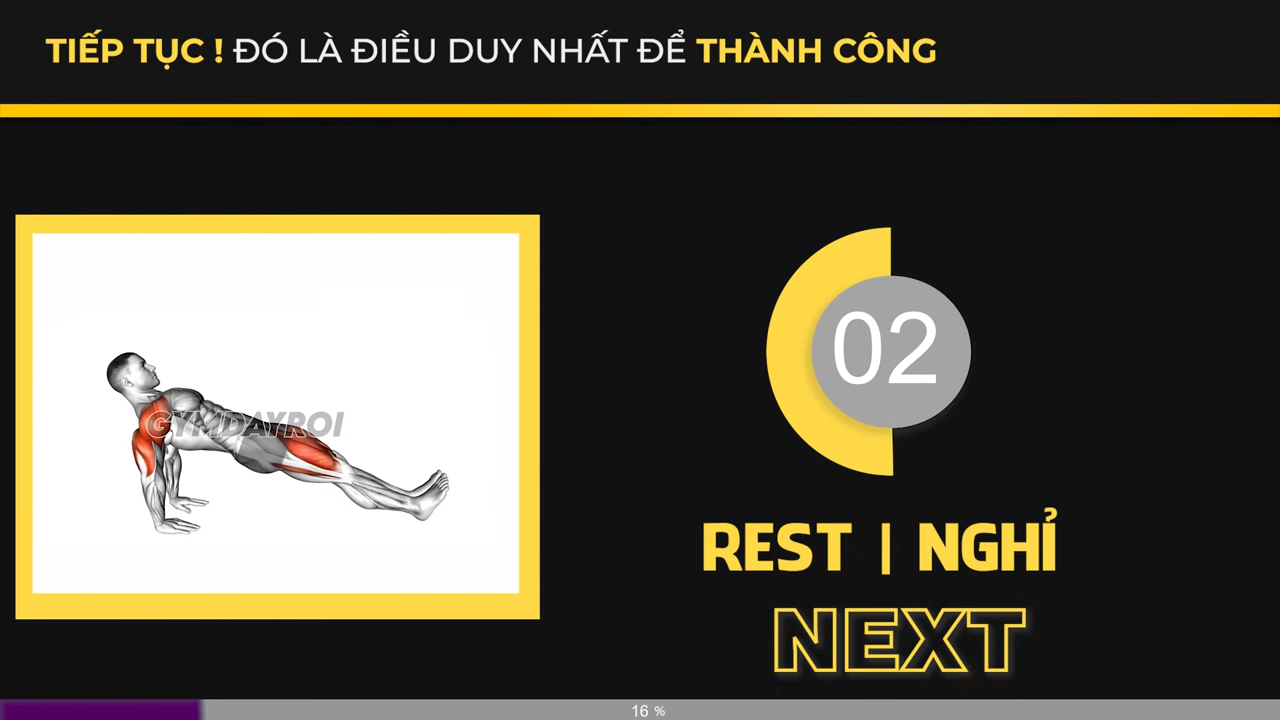 TIẾP TỤC ! ĐÓ LÀ ĐIỀU DUY NHẤT ĐỂ THÀNH CÔNG
GYMDAYROI
02
REST | NGHỈ
NEXT
16 %